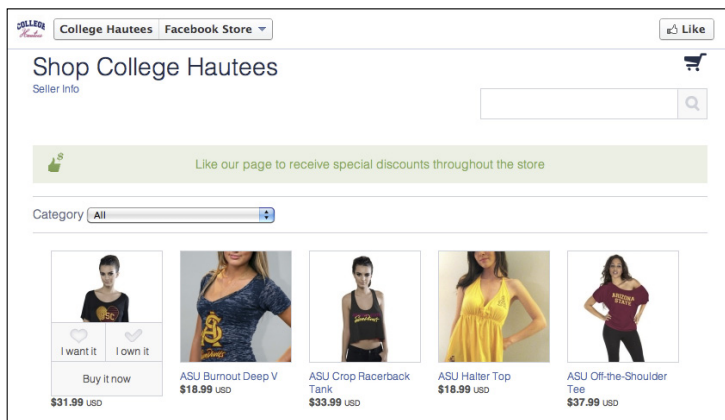 COLLEGE
Hautees
College Hautees Facebook Store
Like
Shop College Hautees
Seller Info
Like our page to receive special discounts throughout the store
Category All
SC
I want it I own it
Buy it now
$31.99 USD
ASU Burnout Deep V
$18.99 USD
ASU Crop Racerback
Tank
$33.99 USD
ASU Halter Top
$18.99 USD
ARIZONA
STATE
ASU Off-the-Shoulder
Tee
$37.99 USD